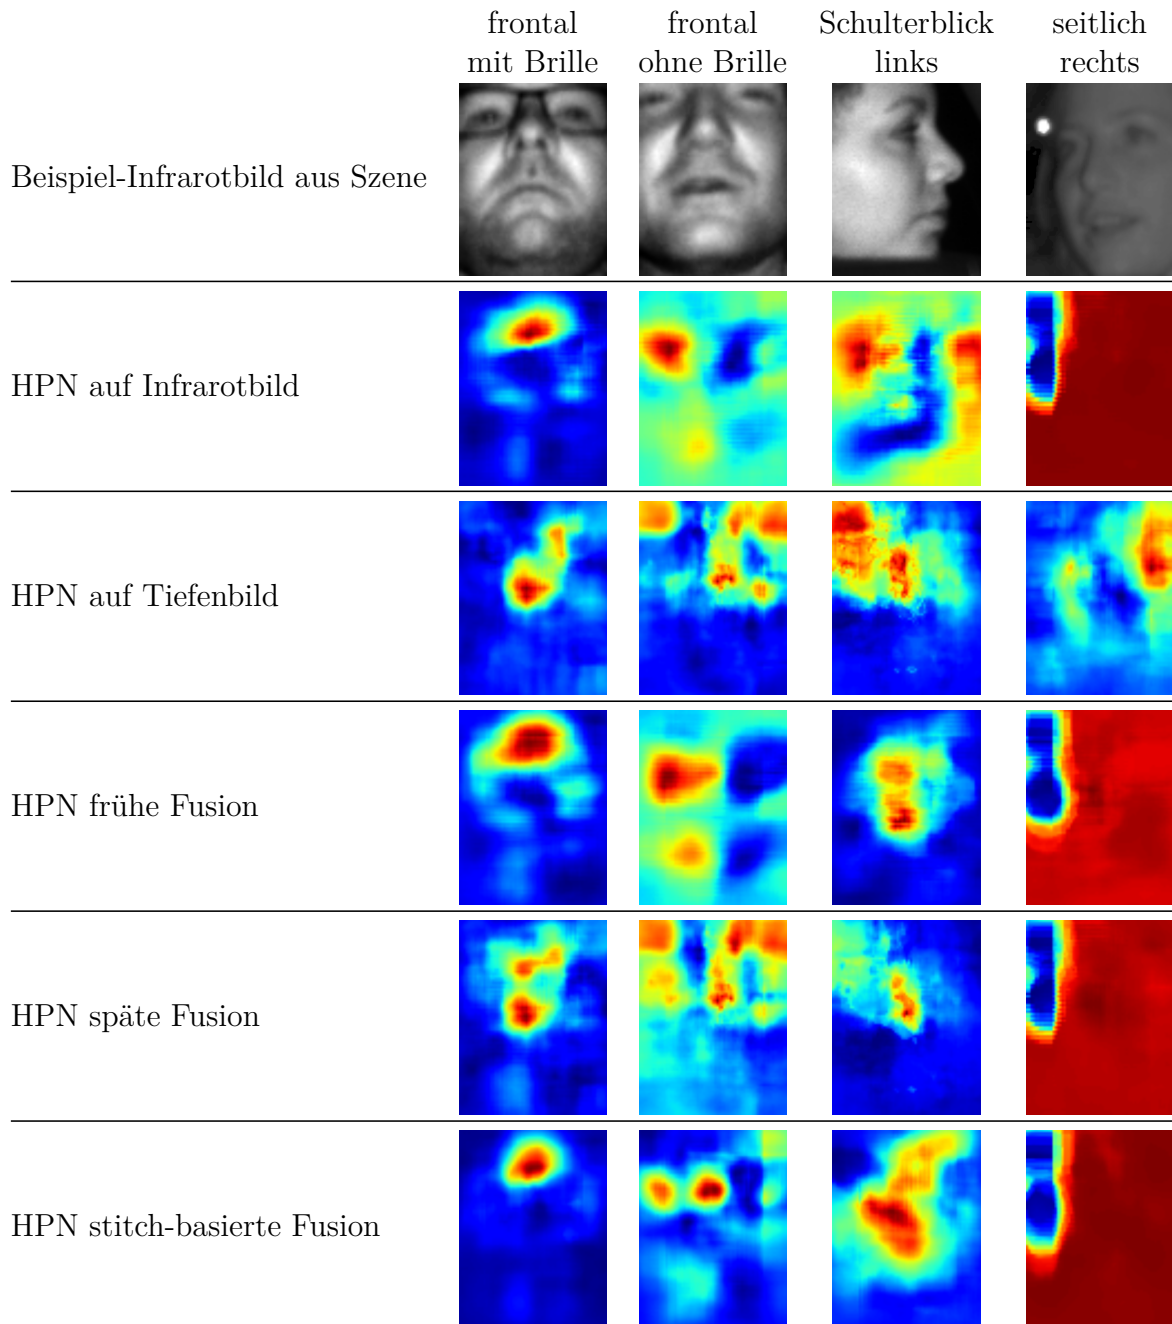 frontal
mit Brille
frontal
ohne Brille
Schulterblick
links
seitlich
rechts
Beispiel-Infrarotbild aus Szene
HPN auf Infrarotbild
HPN auf Tiefenbild
HPN frühe Fusion
HPN späte Fusion
HPN stitch-basierte Fusion